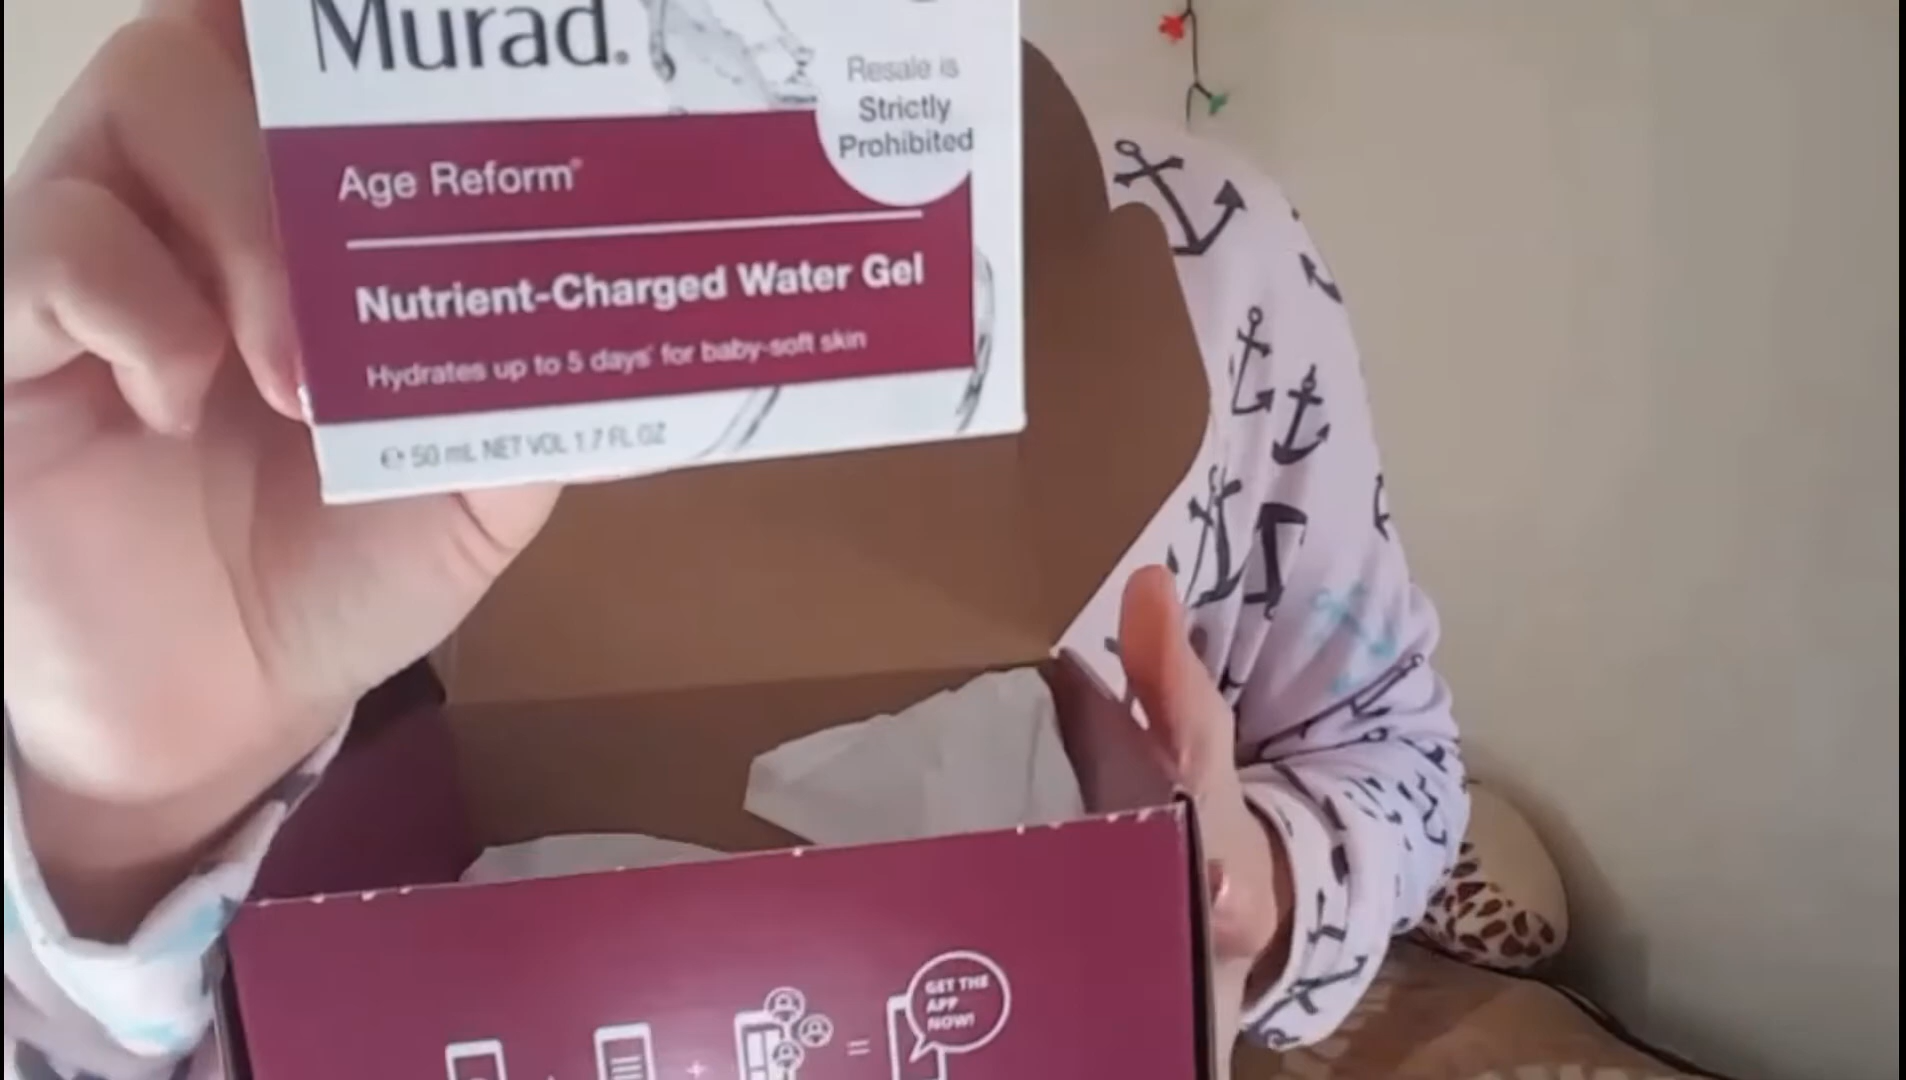 Murad.
Resale is
Strictly
Prohibited
Age Reform®
Nutrient-Charged Water Gel
Hydrates up to 5 days* for baby-soft skin
℮ 50 mL NET VOL 1.7 FL OZ
GET THE
APP
NOW!